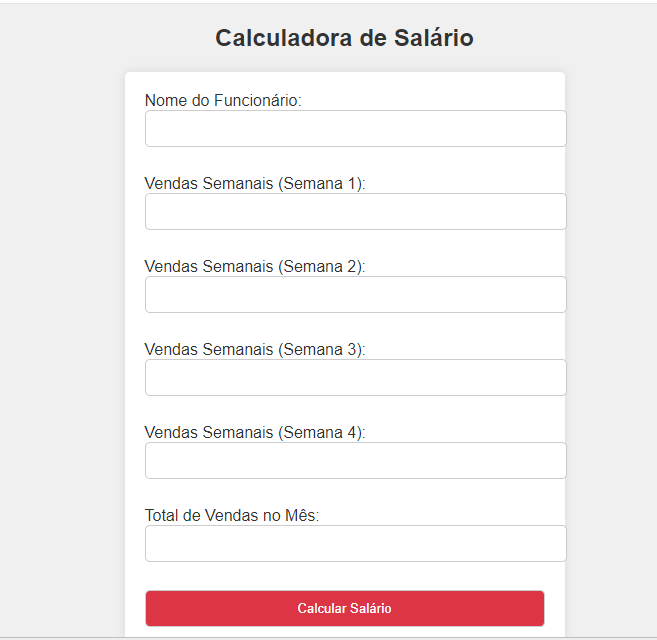 Calculadora de Salário
Nome do Funcionário:
Vendas Semanais (Semana 1):
Vendas Semanais (Semana 2):
Vendas Semanais (Semana 3):
Vendas Semanais (Semana 4):
Total de Vendas no Mês:
Calcular Salário